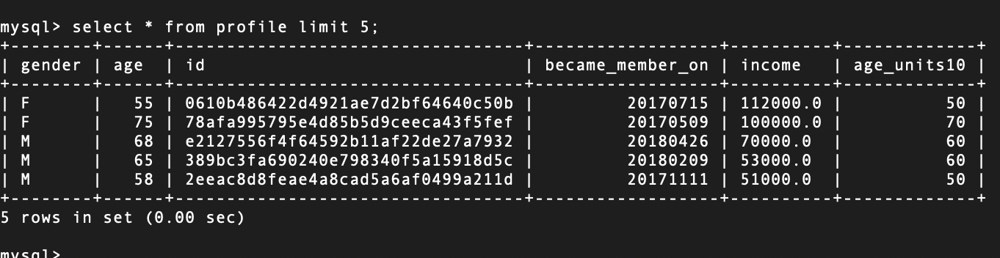 mysql> select * from profile limit 5;
+--------+------+----------------------------------+------------------+----------+-------------+
| gender | age  | id                               | became_member_on | income   | age_units10 |
+--------+------+----------------------------------+------------------+----------+-------------+
| F      |   55 | 0610b486422d4921ae7d2bf64640c50b |         20170715 | 112000.0 |          50 |
| F      |   75 | 78afa995795e4d85b5d9ceeca43f5fef |         20170509 | 100000.0 |          70 |
| M      |   68 | e2127556f4f64592b11af22de27a7932 |         20180426 | 70000.0  |          60 |
| M      |   65 | 389bc3fa690240e798340f5a15918d5c |         20180209 | 53000.0  |          60 |
| M      |   58 | 2eeac8d8feae4a8cad5a6af0499a211d |         20171111 | 51000.0  |          50 |
+--------+------+----------------------------------+------------------+----------+-------------+
5 rows in set (0.00 sec)
mysql>